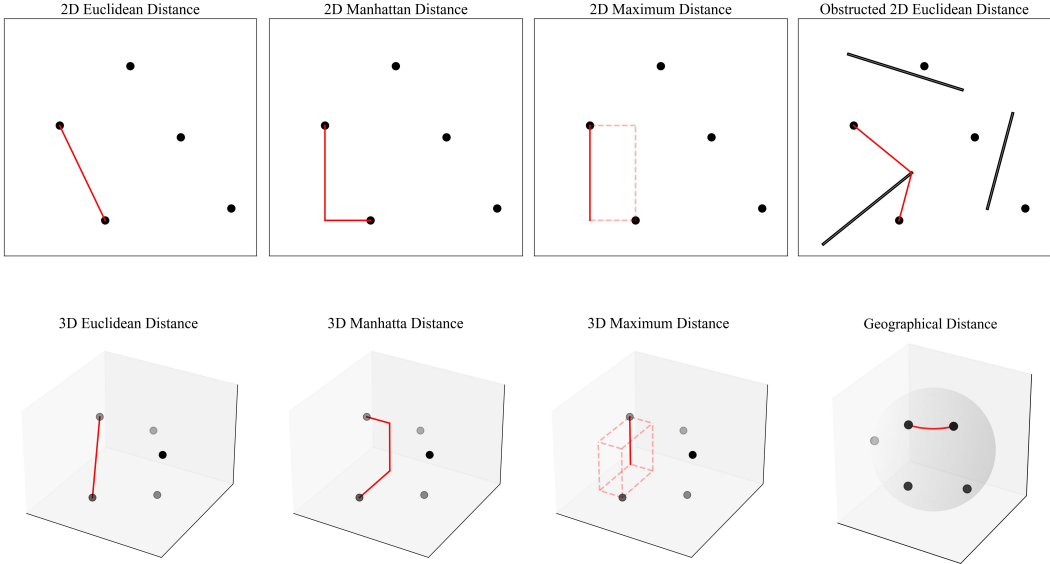 2D Euclidean Distance
2D Manhattan Distance
2D Maximum Distance
Obstructed 2D Euclidean Distance
3D Euclidean Distance
3D Manhatta Distance
3D Maximum Distance
Geographical Distance